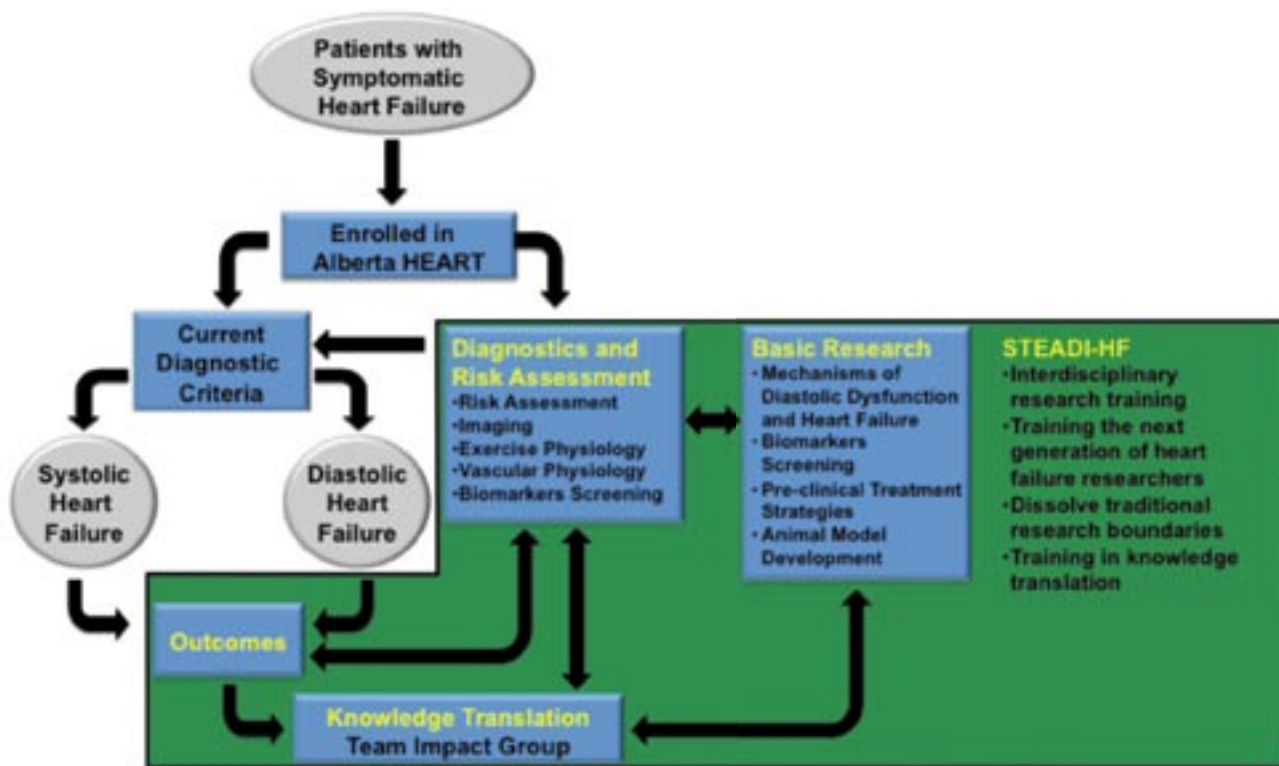 Patients with
Symptomatic
Heart Failure
Enrolled in
Alberta HEART
Current
Diagnostic
Criteria
Systolic
Heart
Failure
Diastolic
Heart
Failure
Diagnostics and
Risk Assessment
•Risk Assessment
•Imaging
•Exercise Physiology
•Vascular Physiology
•Biomarkers Screening
Basic Research
•Mechanisms of
Diastolic Dysfunction
and Heart Failure
•Biomarkers
Screening
•Pre-clinical Treatment
Strategies
•Animal Model
Development
STEADI-HF
•Interdisciplinary
research training
•Training the next
generation of heart
failure researchers
•Dissolve traditional
research boundaries
•Training in knowledge
translation
Outcomes
Knowledge Translation
Team Impact Group